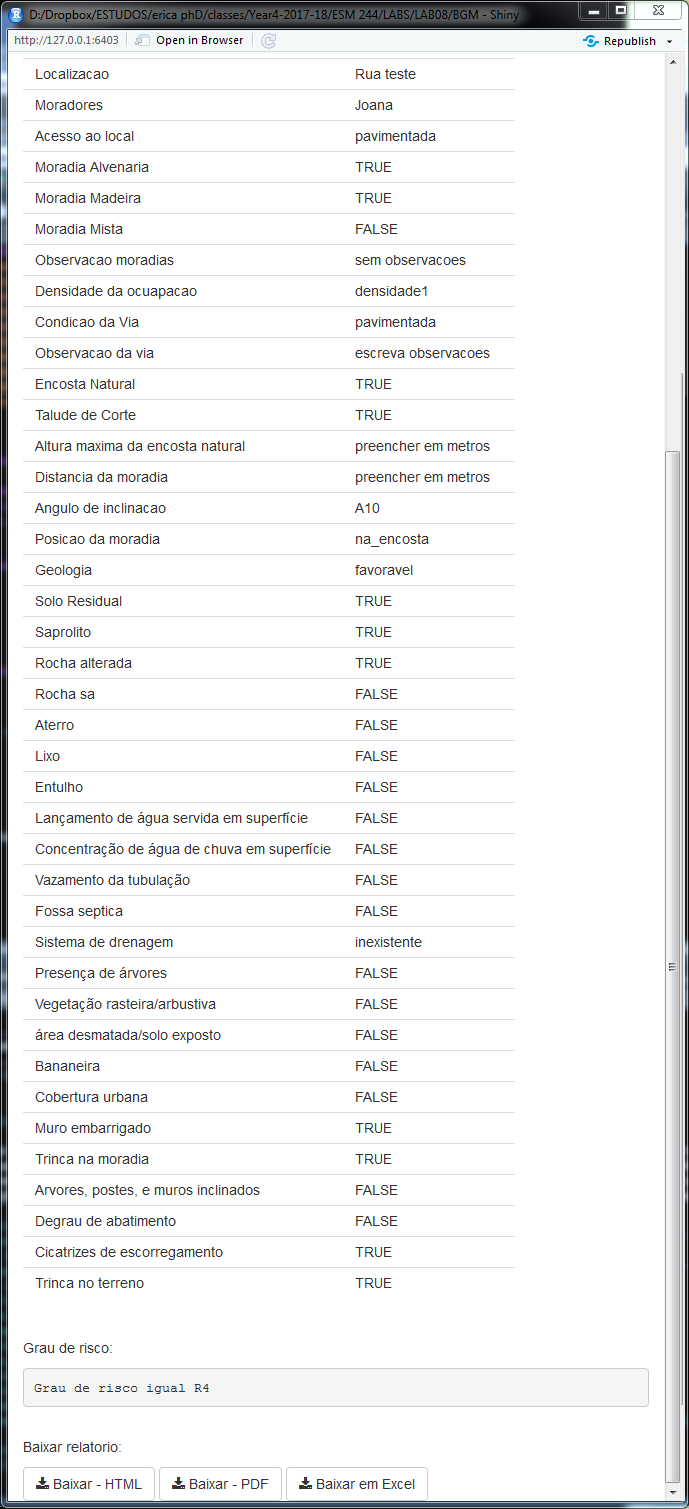 D:/Dropbox/ESTUDOS/erica phD/classes/Year4-2017-18/ESM 244/LABS/LAB08/BGM - Shiny
http://127.0.0.1:6403 Open in Browser Republish
Localizacao Rua teste
Moradores Joana
Acesso ao local pavimentada
Moradia Alvenaria TRUE
Moradia Madeira TRUE
Moradia Mista FALSE
Observacao moradias sem observacoes
Densidade da ocuapacao densidade1
Condicao da Via pavimentada
Observacao da via escreva observacoes
Encosta Natural TRUE
Talude de Corte TRUE
Altura maxima da encosta natural preencher em metros
Distancia da moradia preencher em metros
Angulo de inclinacao A10
Posicao da moradia na_encosta
Geologia favoravel
Solo Residual TRUE
Saprolito TRUE
Rocha alterada TRUE
Rocha sa FALSE
Aterro FALSE
Lixo FALSE
Entulho FALSE
Lançamento de água servida em superfície FALSE
Concentração de água de chuva em superfície FALSE
Vazamento da tubulação FALSE
Fossa septica FALSE
Sistema de drenagem inexistente
Presença de árvores FALSE
Vegetação rasteira/arbustiva FALSE
área desmatada/solo exposto FALSE
Bananeira FALSE
Cobertura urbana FALSE
Muro embarrigado TRUE
Trinca na moradia TRUE
Arvores, postes, e muros inclinados FALSE
Degrau de abatimento FALSE
Cicatrizes de escorregamento TRUE
Trinca no terreno TRUE
Grau de risco:
Grau de risco igual R4
Baixar relatorio:
Baixar - HTML Baixar - PDF Baixar em Excel